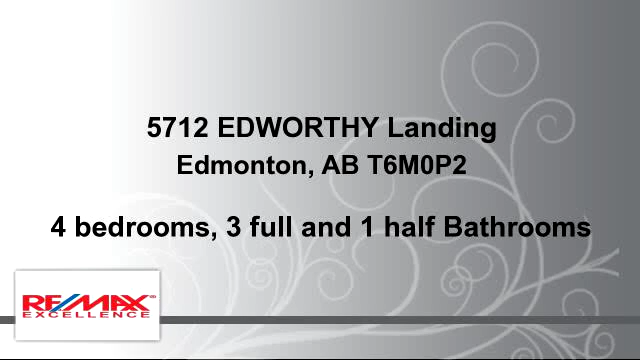 5712 EDWORTHY Landing
Edmonton, AB T6M0P2
4 bedrooms, 3 full and 1 half Bathrooms
RE/MAX
EXCELLENCE